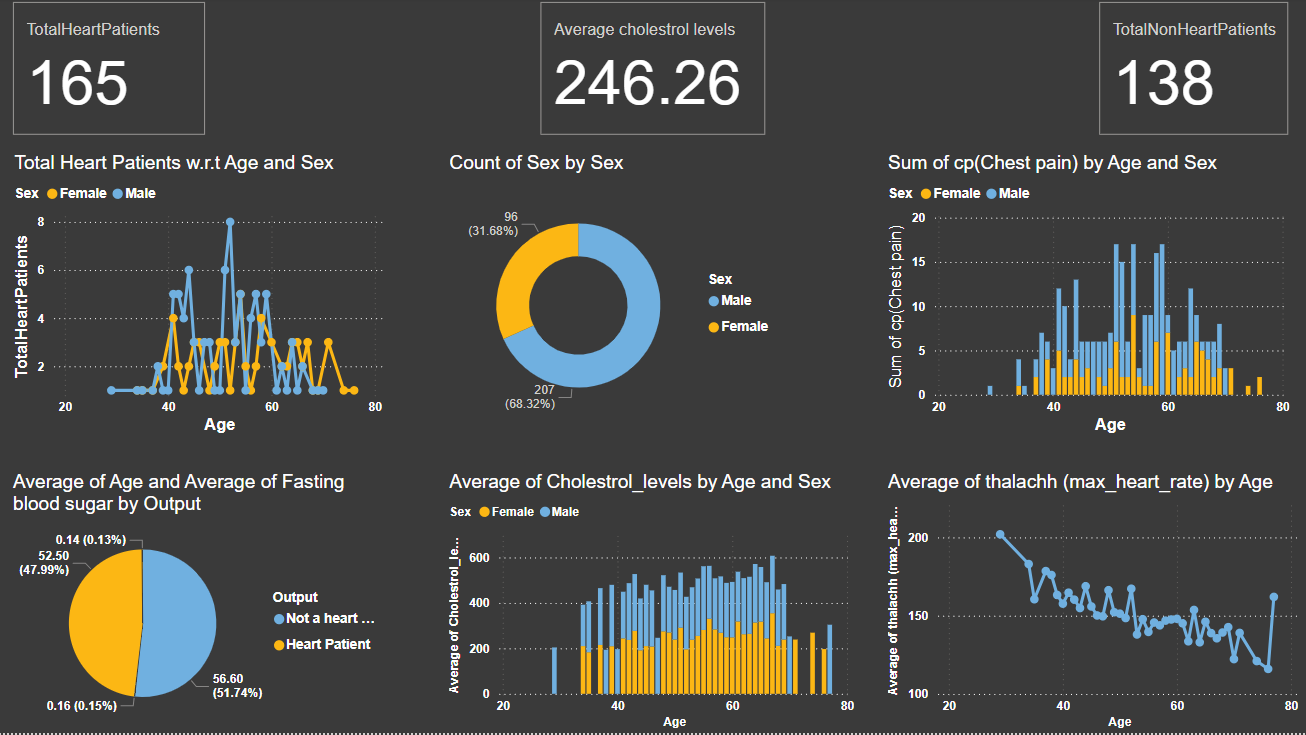 TotalHeartPatients
165
Average cholestrol levels
246.26
TotalNonHeartPatients
138
Total Heart Patients w.r.t Age and Sex
Sex Female Male
TotalHeartPatients
8
6
4
2
20 40 60 80
Age
Count of Sex by Sex
96
(31.68%)
207
(68.32%)
Sex
Male
Female
Sum of cp(Chest pain) by Age and Sex
Sex Female Male
Sum of cp(Chest pain)
20
15
10
5
0
20 40 60 80
Age
Average of Age and Average of Fasting
blood sugar by Output
0.14 (0.13%)
52.50
(47.99%)
56.60
(51.74%)
0.16 (0.15%)
Output
Not a heart ...
Heart Patient
Average of Cholestrol_levels by Age and Sex
Sex Female Male
Average of Cholestrol_le...
600
400
200
0
20 40 60 80
Age
Average of thalachh (max_heart_rate) by Age
Average of thalachh (max_hea...
200
150
100
20 40 60 80
Age